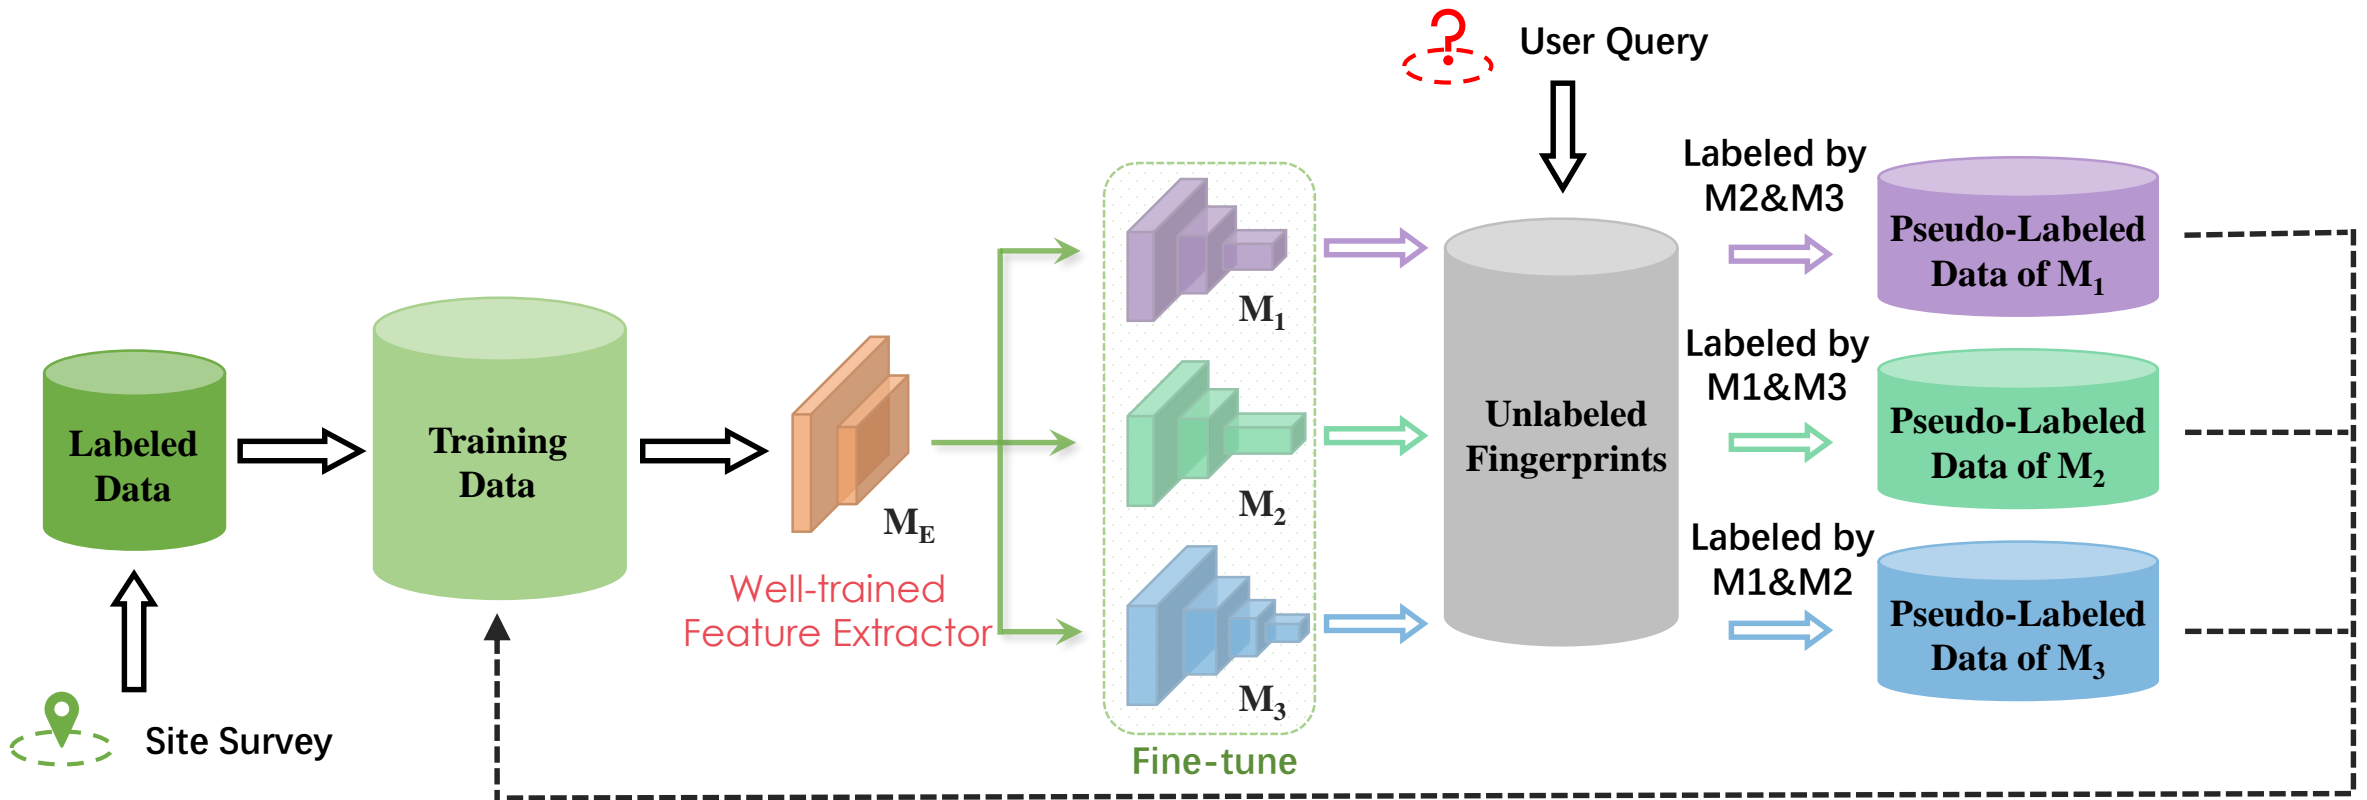 User Query
Labeled by
M2&M3
Pseudo-Labeled
Data of M1
M1
Labeled by
M1&M3
Pseudo-Labeled
Data of M2
Labeled
Data
Training
Data
ME
Well-trained
Feature Extractor
M2
Unlabeled
Fingerprints
Labeled by
M1&M2
Pseudo-Labeled
Data of M3
M3
Site Survey
Fine-tune